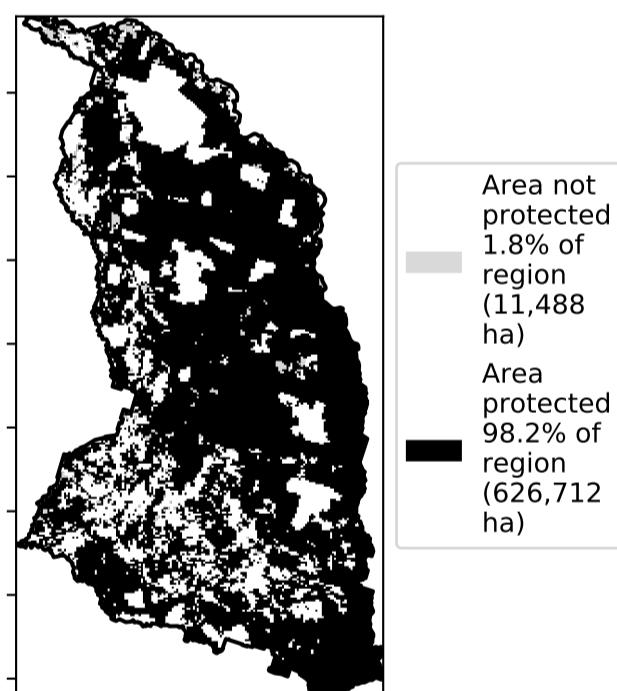 Area not
protected
1.8% of
region
(11,488
ha)
Area
protected
98.2% of
region
(626,712
ha)